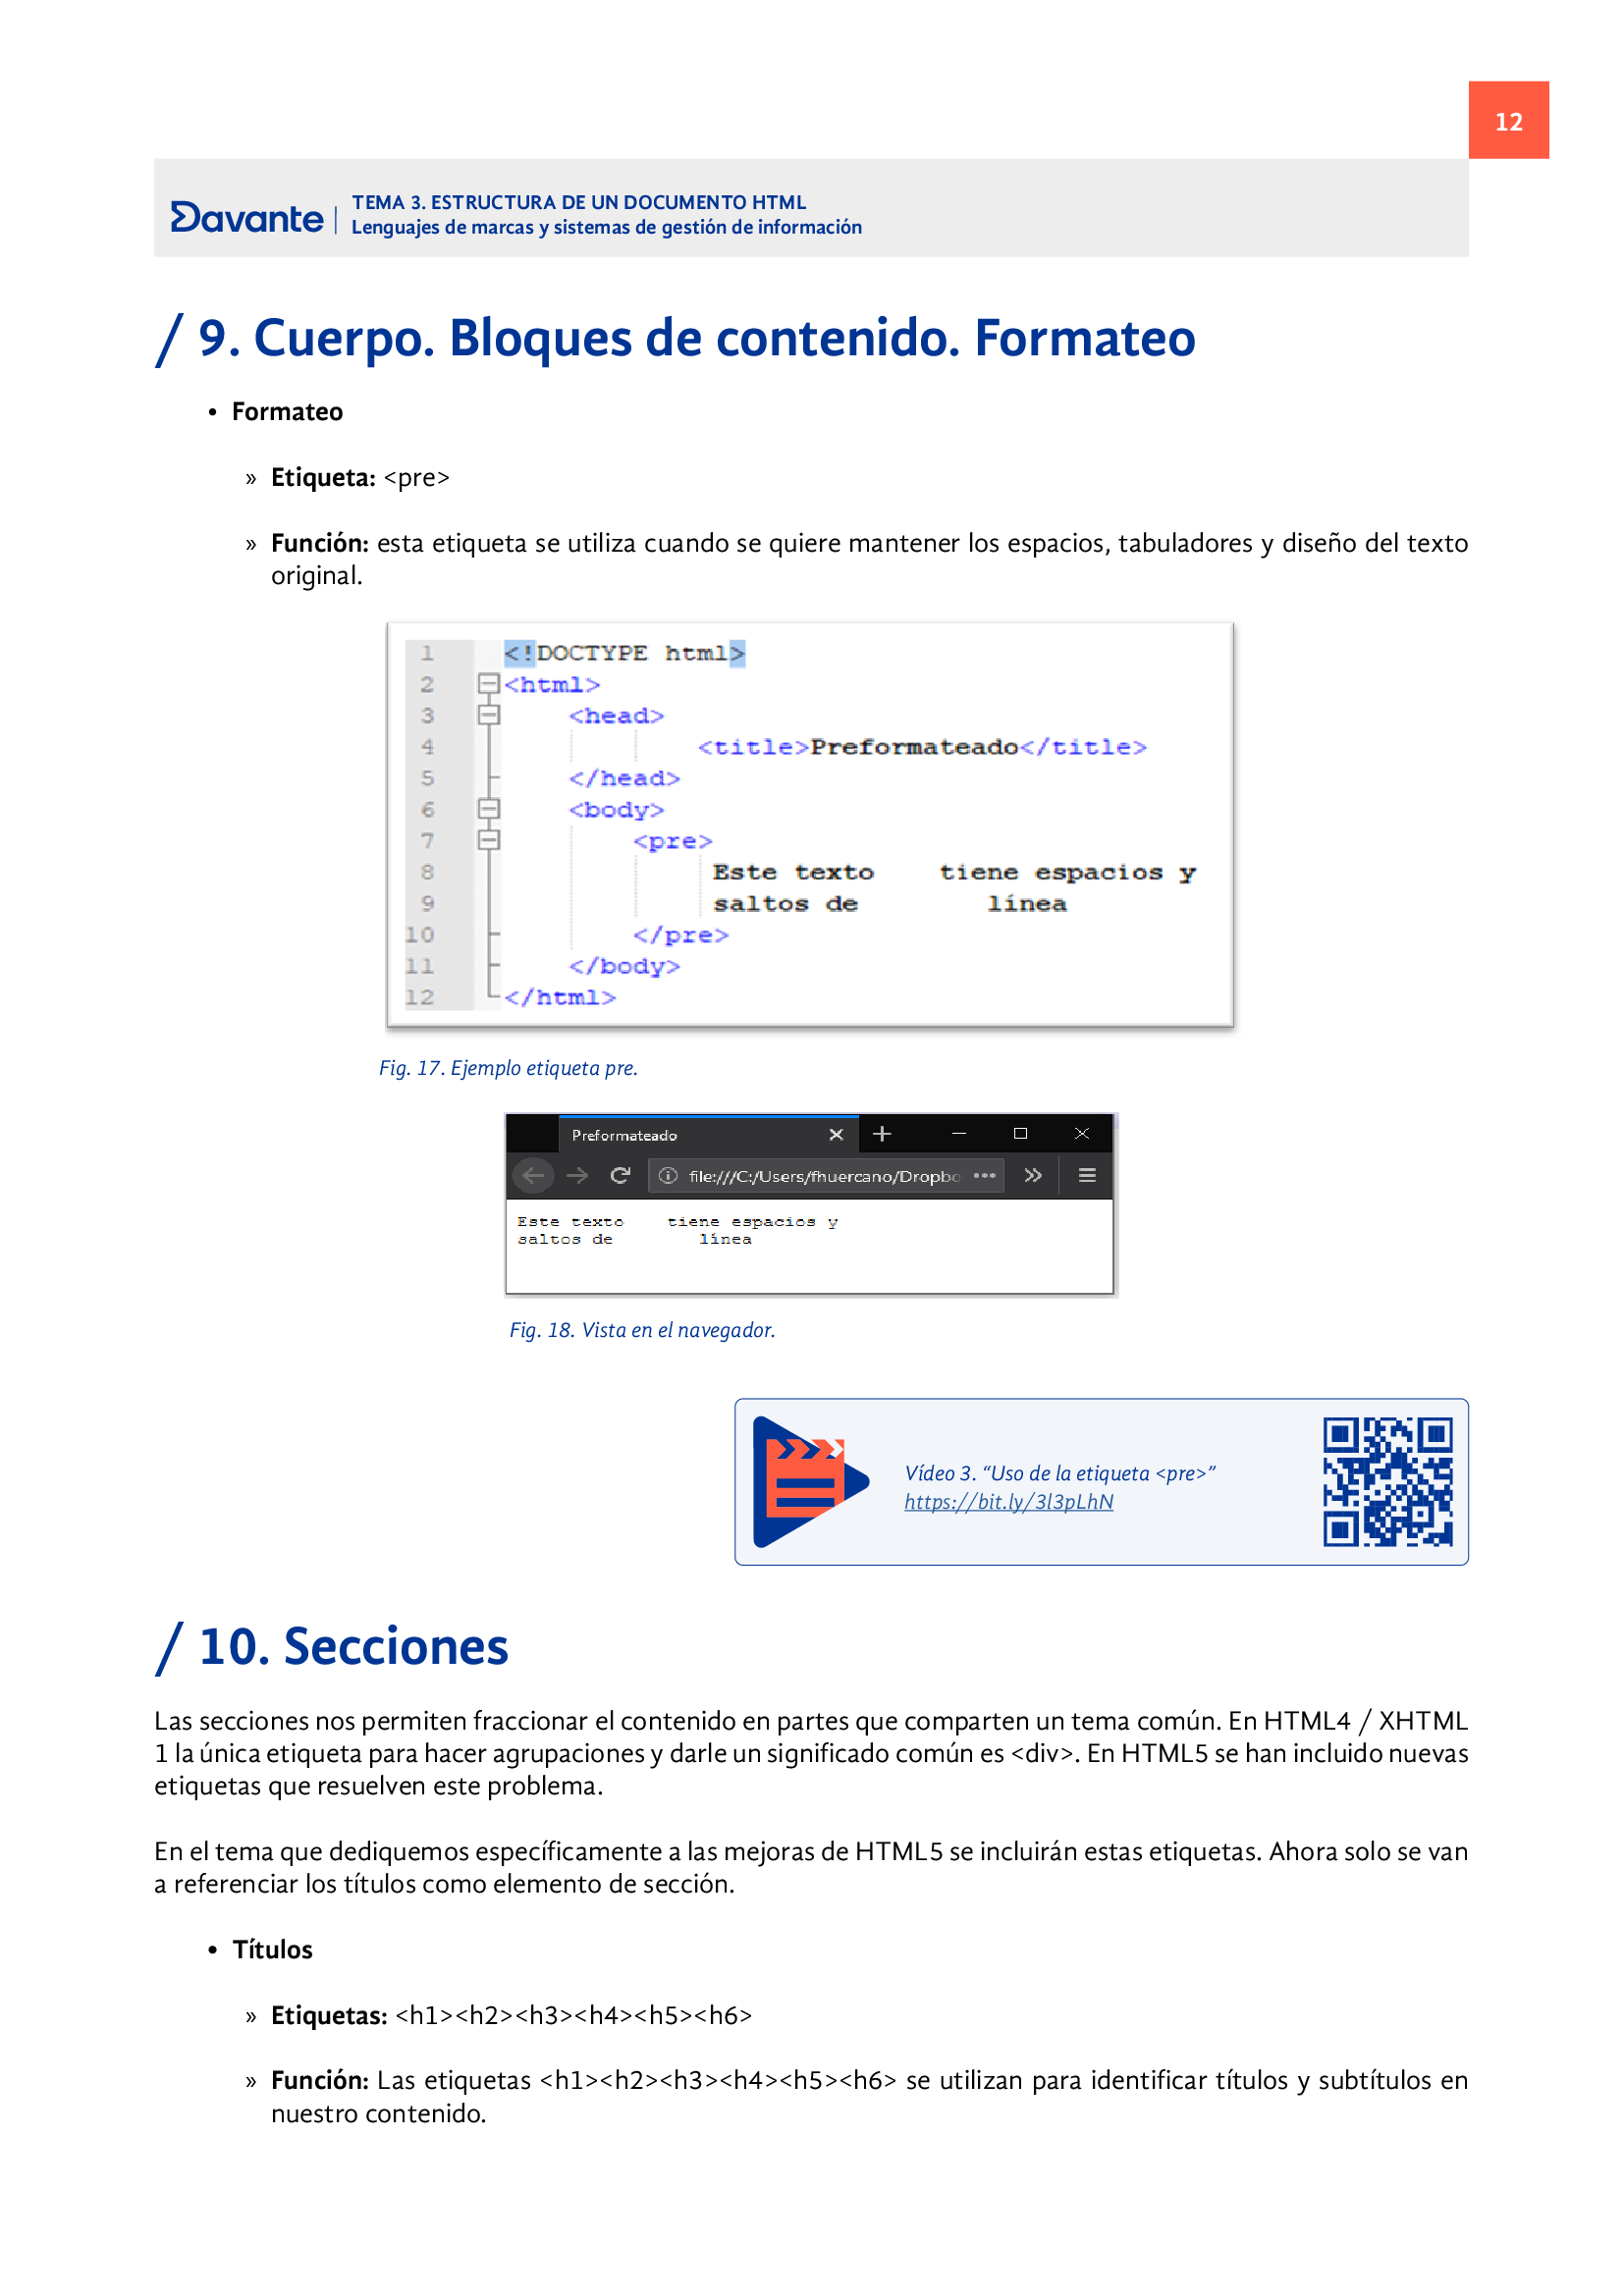 12
Davante
TEMA 3. ESTRUCTURA DE UN DOCUMENTO HTML
Lenguajes de marcas y sistemas de gestión de información
/ 9. Cuerpo. Bloques de contenido. Formateo
• Formateo
» Etiqueta: <pre>
» Función: esta etiqueta se utiliza cuando se quiere mantener los espacios, tabuladores y diseño del texto
original.
1 <!DOCTYPE html>
2 <html>
3 <head>
4 <title>Preformateado</title>
5 </head>
6 <body>
7 <pre>
8 Este texto    tiene espacios y
9 saltos de        línea
10 </pre>
11 </body>
12 </html>
Fig. 17. Ejemplo etiqueta pre.
Preformateado
file:///C:/Users/fhuercano/Dropbo
Este texto    tiene espacios y
saltos de        línea
Fig. 18. Vista en el navegador.
Vídeo 3. “Uso de la etiqueta <pre>”
https://bit.ly/3l3pLhN
/ 10. Secciones
Las secciones nos permiten fraccionar el contenido en partes que comparten un tema común. En HTML4 / XHTML
1 la única etiqueta para hacer agrupaciones y darle un significado común es <div>. En HTML5 se han incluido nuevas
etiquetas que resuelven este problema.
En el tema que dediquemos específicamente a las mejoras de HTML5 se incluirán estas etiquetas. Ahora solo se van
a referenciar los títulos como elemento de sección.
• Títulos
» Etiquetas: <h1><h2><h3><h4><h5><h6>
» Función: Las etiquetas <h1><h2><h3><h4><h5><h6> se utilizan para identificar títulos y subtítulos en
nuestro contenido.